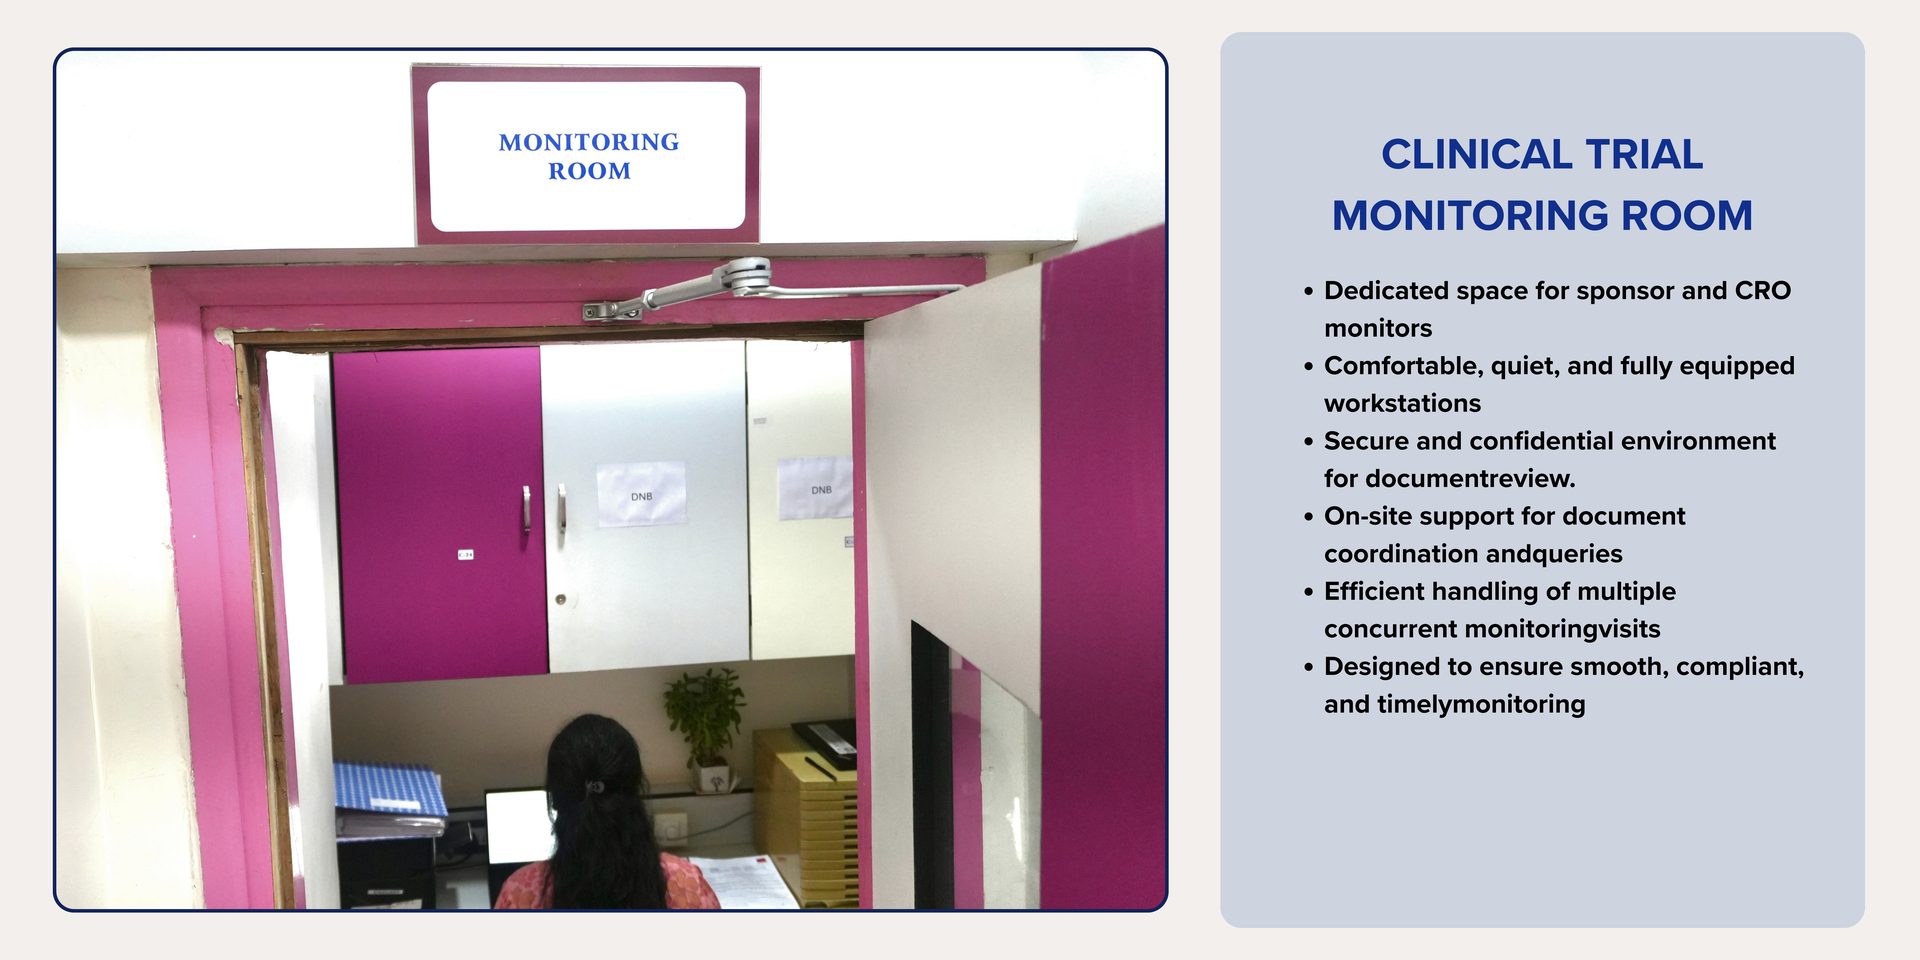 MONITORING
ROOM
DNB
DNB
CLINICAL TRIAL
MONITORING ROOM
• Dedicated space for sponsor and CRO
monitors
• Comfortable, quiet, and fully equipped
workstations
• Secure and confidential environment
for documentreview.
• On-site support for document
coordination andqueries
• Efficient handling of multiple
concurrent monitoringvisits
• Designed to ensure smooth, compliant,
and timelymonitoring